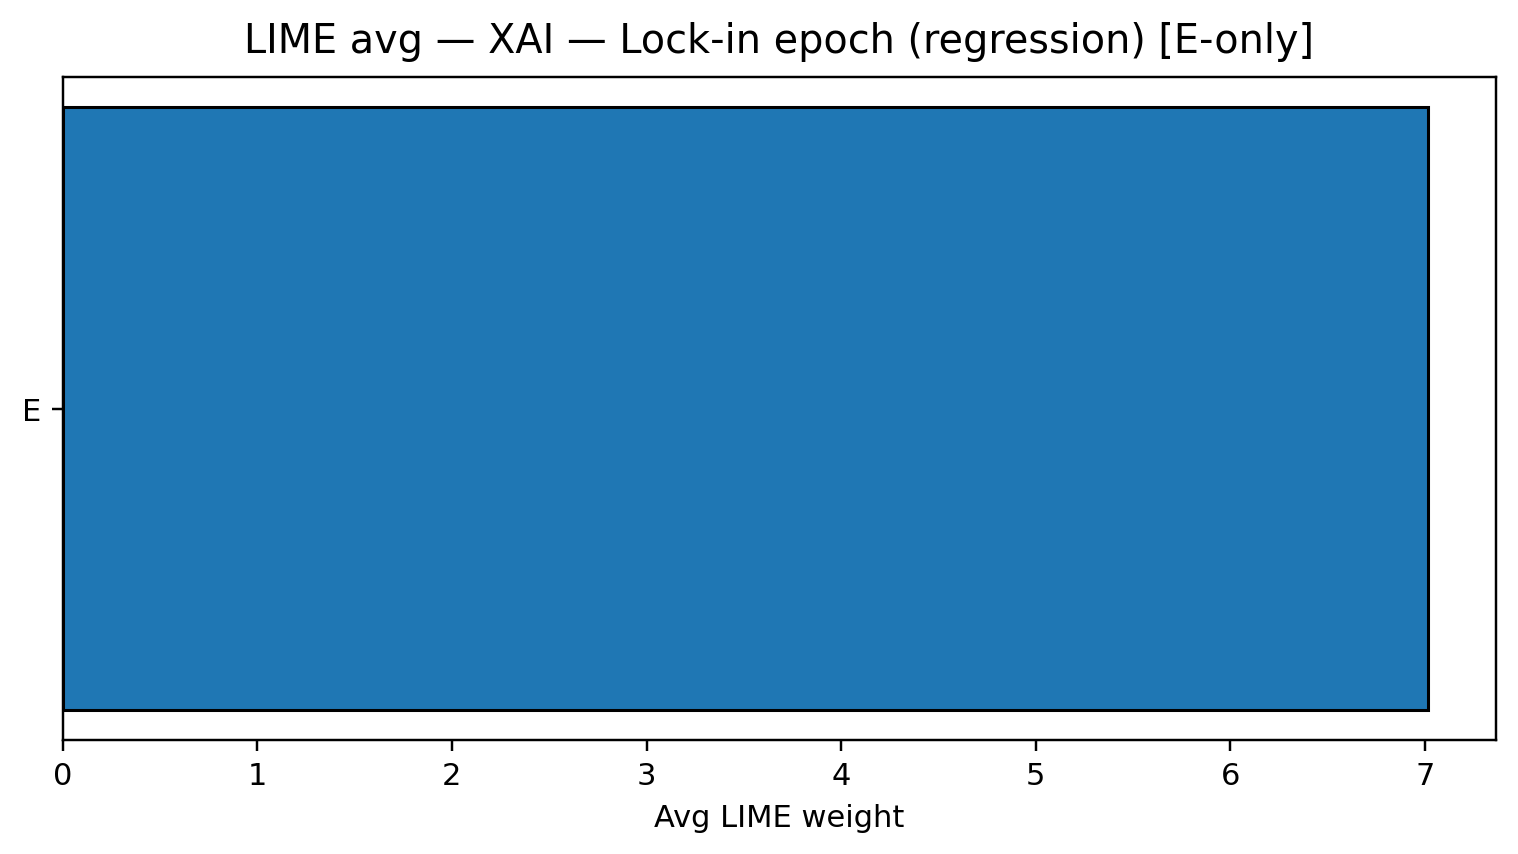 LIME avg — XAI — Lock-in epoch (regression) [E-only]
E
0 1 2 3 4 5 6 7
Avg LIME weight